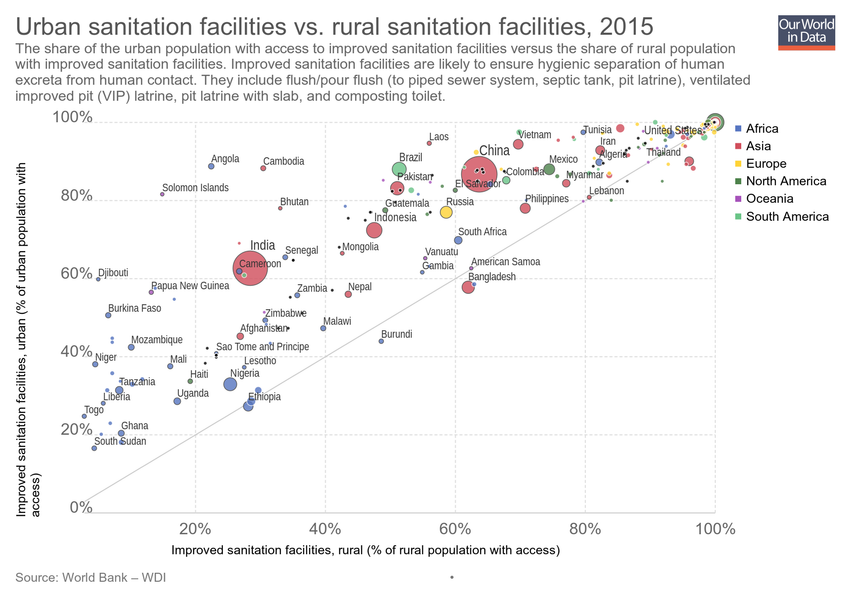 Urban sanitation facilities vs. rural sanitation facilities, 2015
Our World
in Data
The share of the urban population with access to improved sanitation facilities versus the share of rural population
with improved sanitation facilities. Improved sanitation facilities are likely to ensure hygienic separation of human
excreta from human contact. They include flush/pour flush (to piped sewer system, septic tank, pit latrine), ventilated
improved pit (VIP) latrine, pit latrine with slab, and composting toilet.
Improved sanitation facilities, urban (% of urban population with
access)
100%
80%
60%
40%
20%
0%
Laos
Vietnam
Tunisia
United States
Iran
Thailand
Algeria
China
Brazil
Mexico
Angola
Cambodia
Colombia
Pakistan
El Salvador
Myanmar
Solomon Islands
Lebanon
Bhutan
Guatemala
Russia
Philippines
Indonesia
South Africa
India
Senegal
Mongolia
Vanuatu
Cameroon
Gambia
American Samoa
Djibouti
Bangladesh
Papua New Guinea
Zambia
Nepal
Burkina Faso
Zimbabwe
Malawi
Afghanistan
Burundi
Mozambique
Sao Tome and Principe
Niger
Mali
Lesotho
Haiti
Nigeria
Tanzania
Uganda
Ethiopia
Liberia
Togo
Ghana
South Sudan
Africa
Asia
Europe
North America
Oceania
South America
20%
40%
60%
80%
100%
Improved sanitation facilities, rural (% of rural population with access)
Source: World Bank – WDI